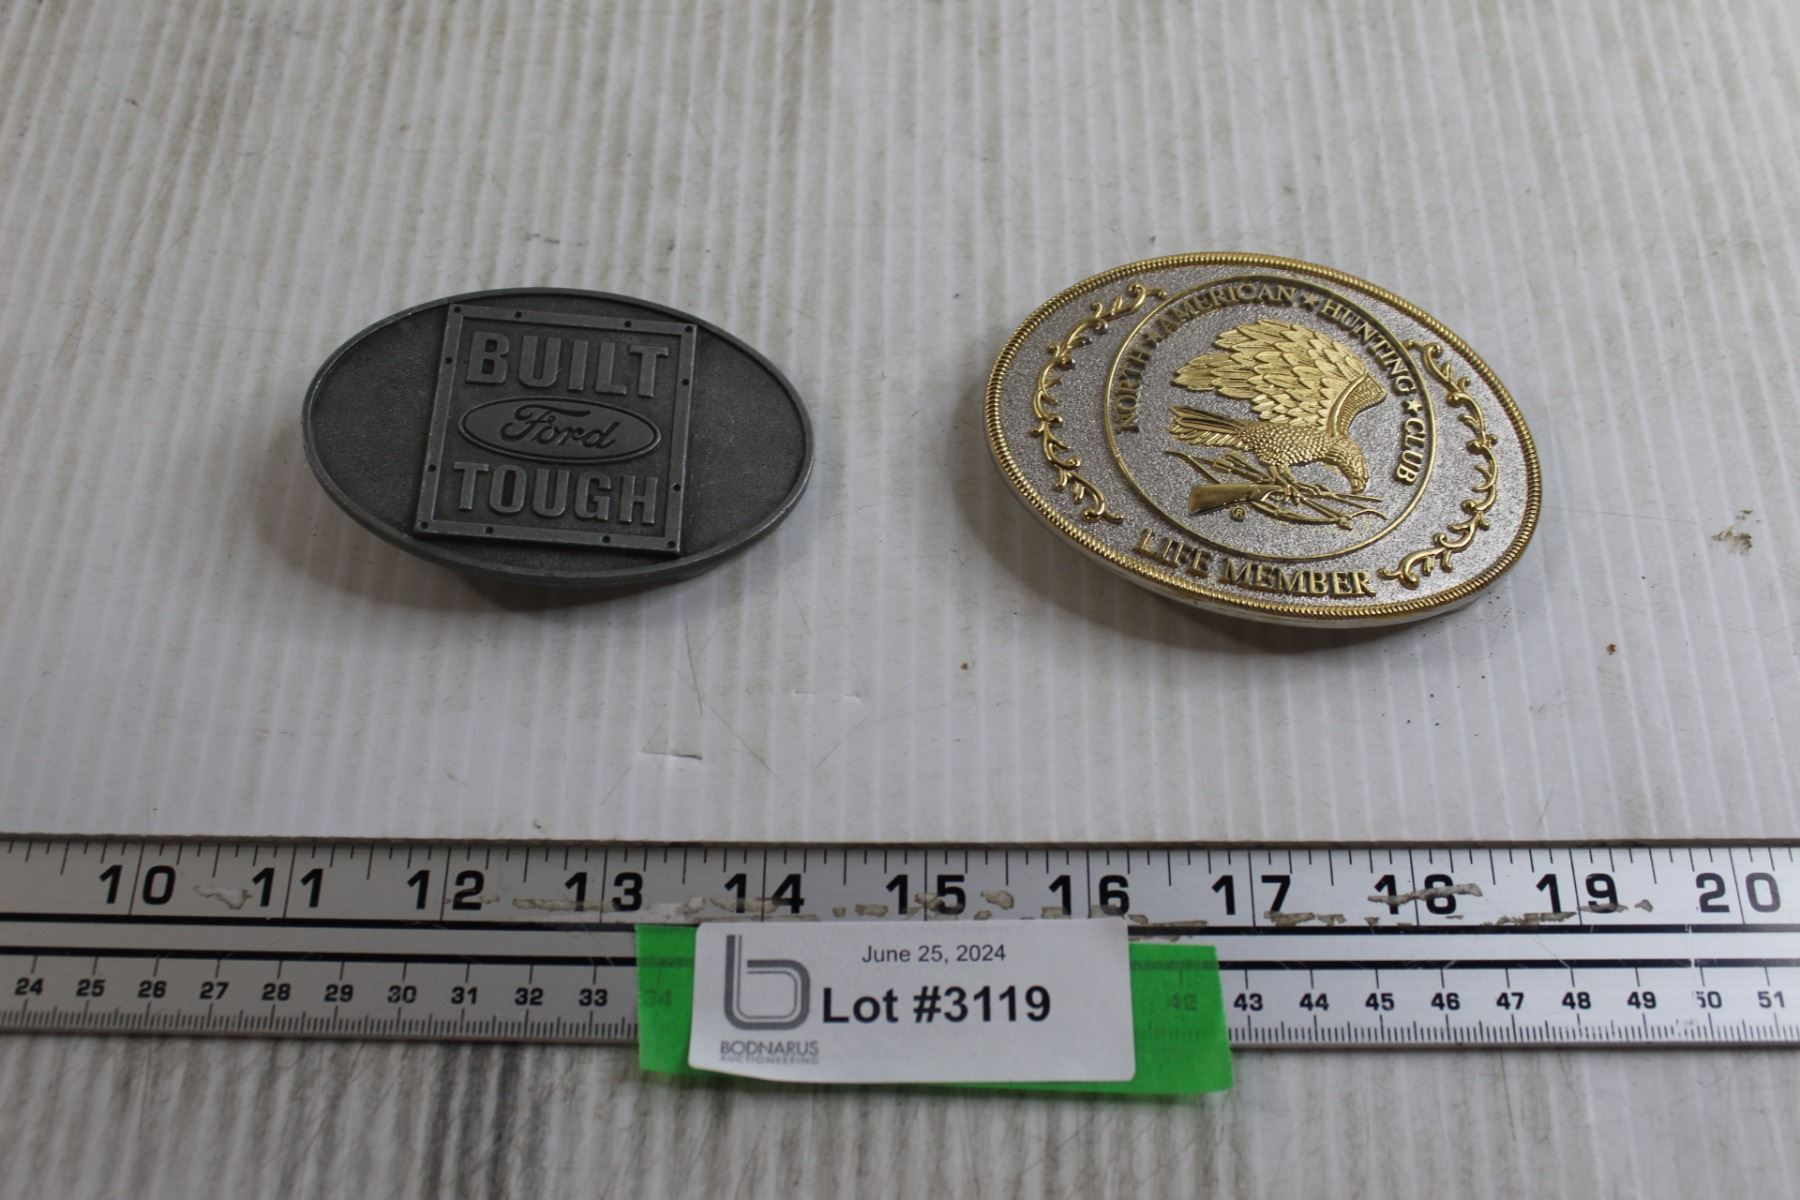 BUILT
Ford
TOUGH
NORTH AMERICAN ★ HUNTING ★ CLUB
®
LIFE MEMBER
10 11 12 13 14 15 16 17 18 19 20
24 25 26 27 28 29 30 31 32 33 34 42 43 44 45 46 47 48 49 50 51
June 25, 2024
b Lot #3119
BODNARUS
AUCTIONEERING